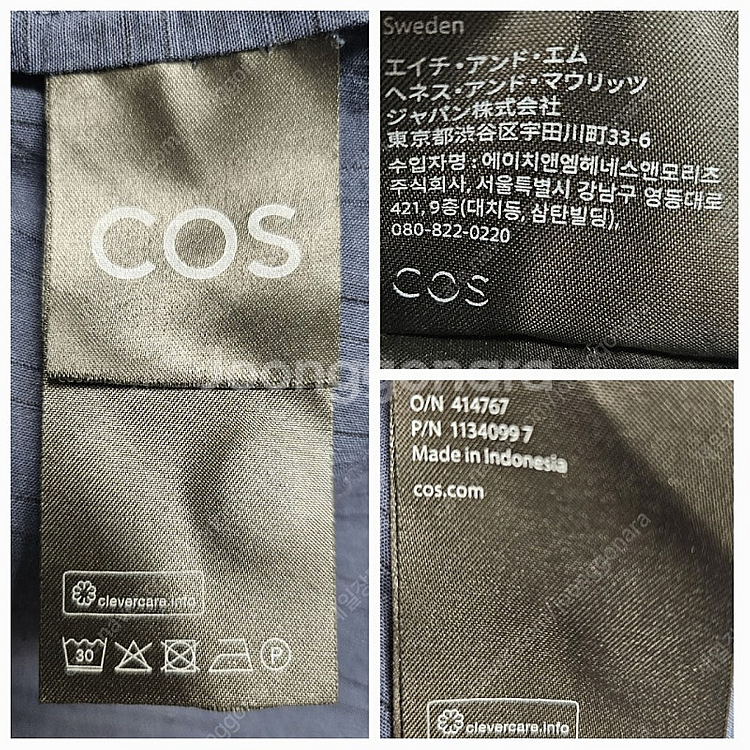 COS
clevercare.info
30
P
Sweden
エイチ・アンド・エム
ヘネス・アンド・マウリッツ
ジャパン株式会社
東京都渋谷区宇田川町33-6
수입자명 : 에이치앤엠헤네스앤모리츠
주식회사, 서울특별시 강남구 영동대로
421, 9층(대치동, 삼탄빌딩),
080-822-0220
COS
O/N 414767
P/N 1134099 7
Made in Indonesia
cos.com
clevercare.info
joonggonara